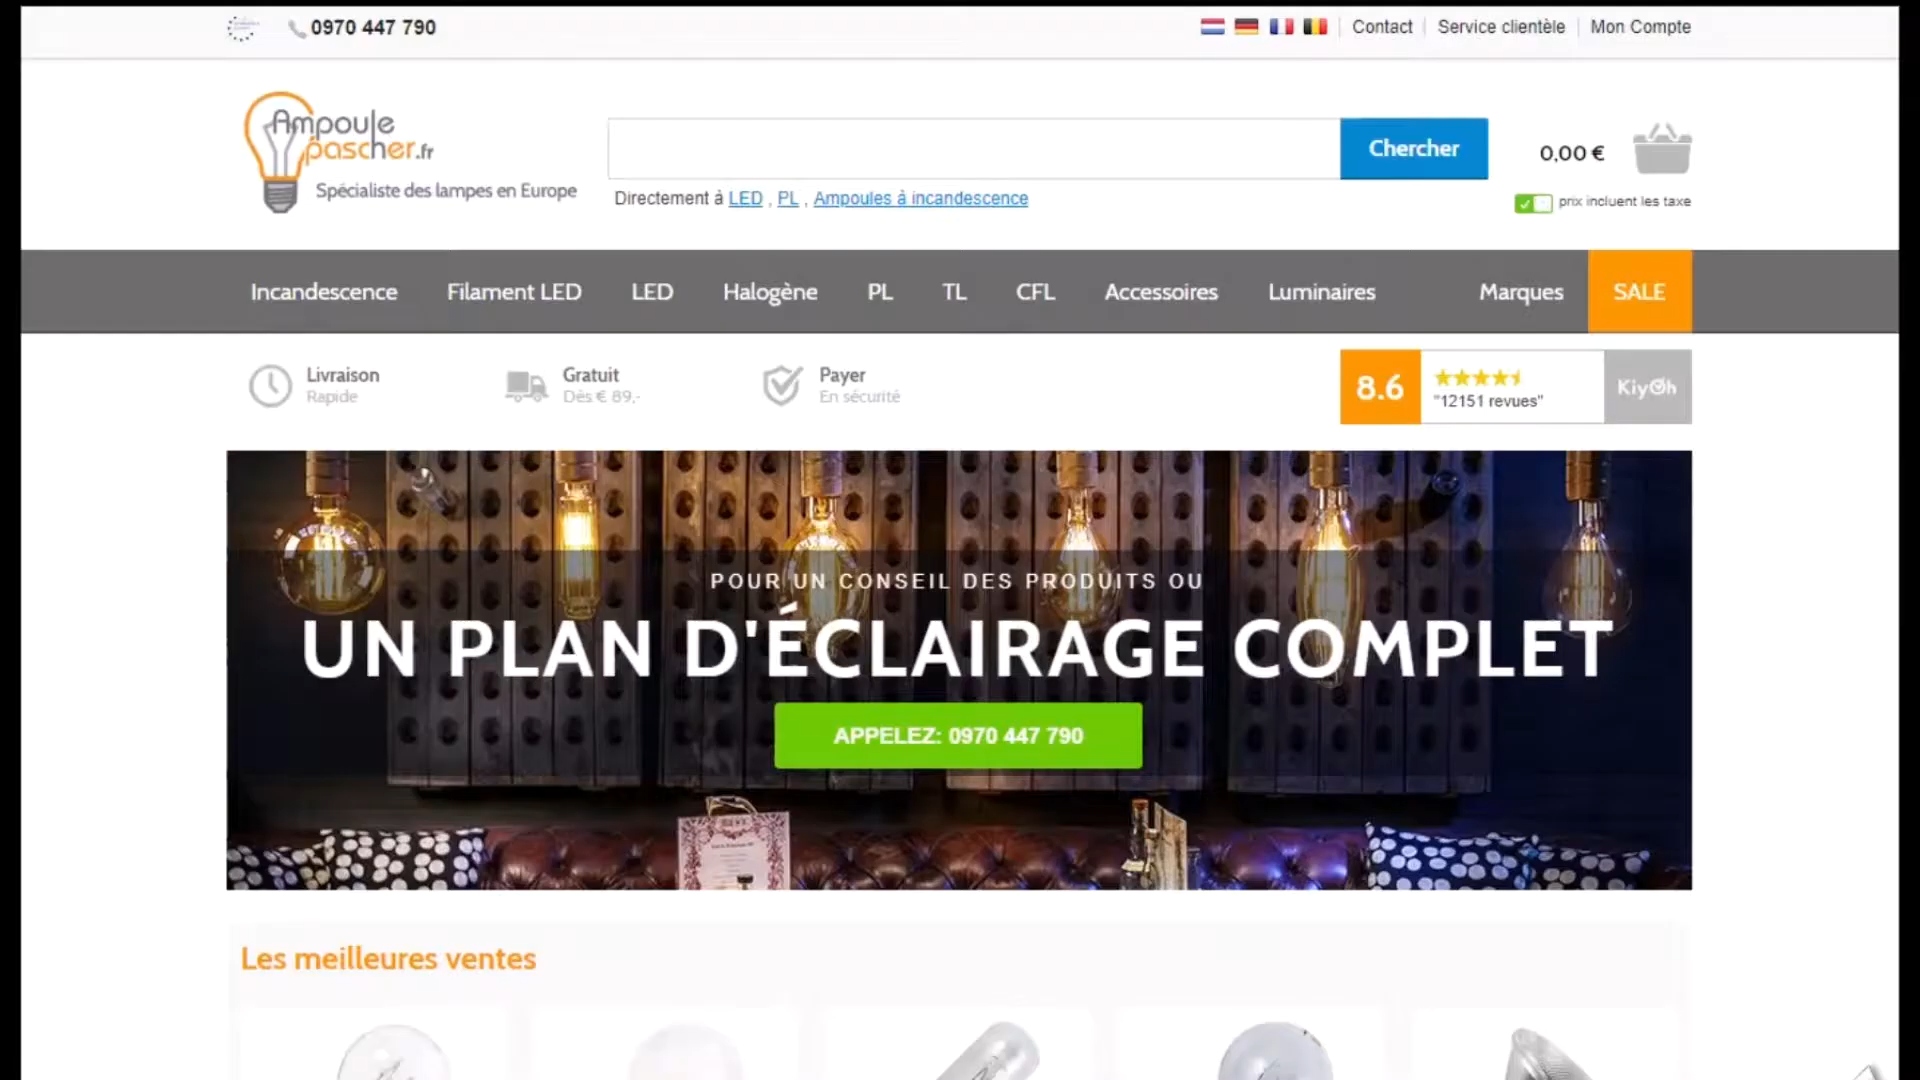 0970 447 790
Contact
Service clientèle
Mon Compte
Ampoule
pascher.fr
Spécialiste des lampes en Europe
Chercher
0,00 €
Directement à LED , PL , Ampoules à incandescence
prix incluent les taxe
Incandescence
Filament LED
LED
Halogène
PL
TL
CFL
Accessoires
Luminaires
Marques
SALE
Livraison
Rapide
Gratuit
Dès € 89,-
Payer
En sécurité
8.6
"12151 revues"
KiyOh
POUR UN CONSEIL DES PRODUITS OU
UN PLAN D'ÉCLAIRAGE COMPLET
APPELEZ: 0970 447 790
Les meilleures ventes